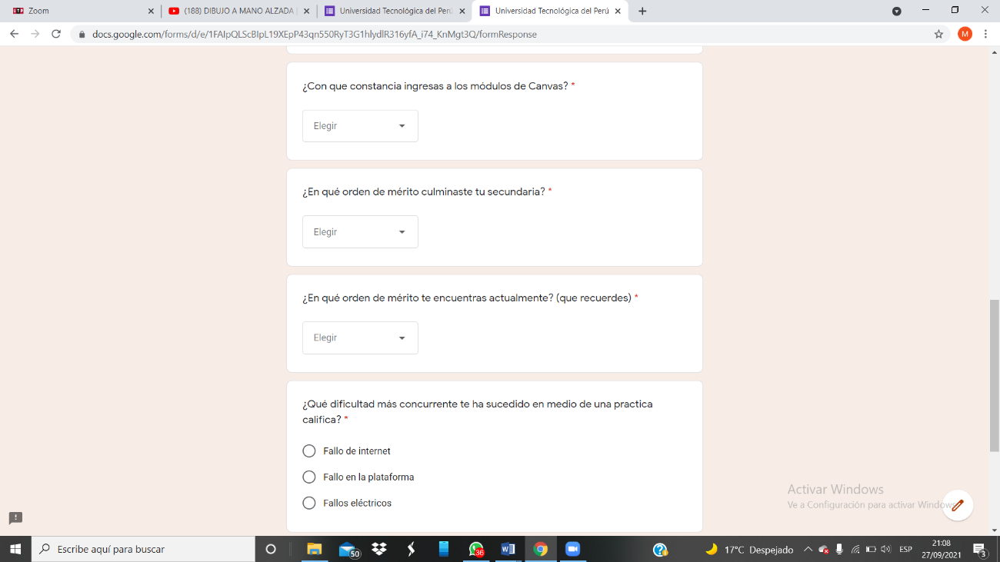 Zoom
(188) DIBUJO A MANO ALZADA
Universidad Tecnológica del Perú
Universidad Tecnológica del Perú
docs.google.com/forms/d/e/1FAIpQLScBIpL19XEpP43qn550RyT3G1hlydlR316yfA_i74_KnMgt3Q/formResponse
M
¿Con que constancia ingresas a los módulos de Canvas? *
Elegir
¿En qué orden de mérito culminaste tu secundaria? *
Elegir
¿En qué orden de mérito te encuentras actualmente? (que recuerdes) *
Elegir
¿Qué dificultad más concurrente te ha sucedido en medio de una practica
califica? *
Fallo de internet
Fallo en la plataforma
Fallos eléctricos
Activar Windows
Ve a Configuración para activar Windows
Escribe aquí para buscar
50
36
17°C Despejado
ESP
21:08
27/09/2021
3